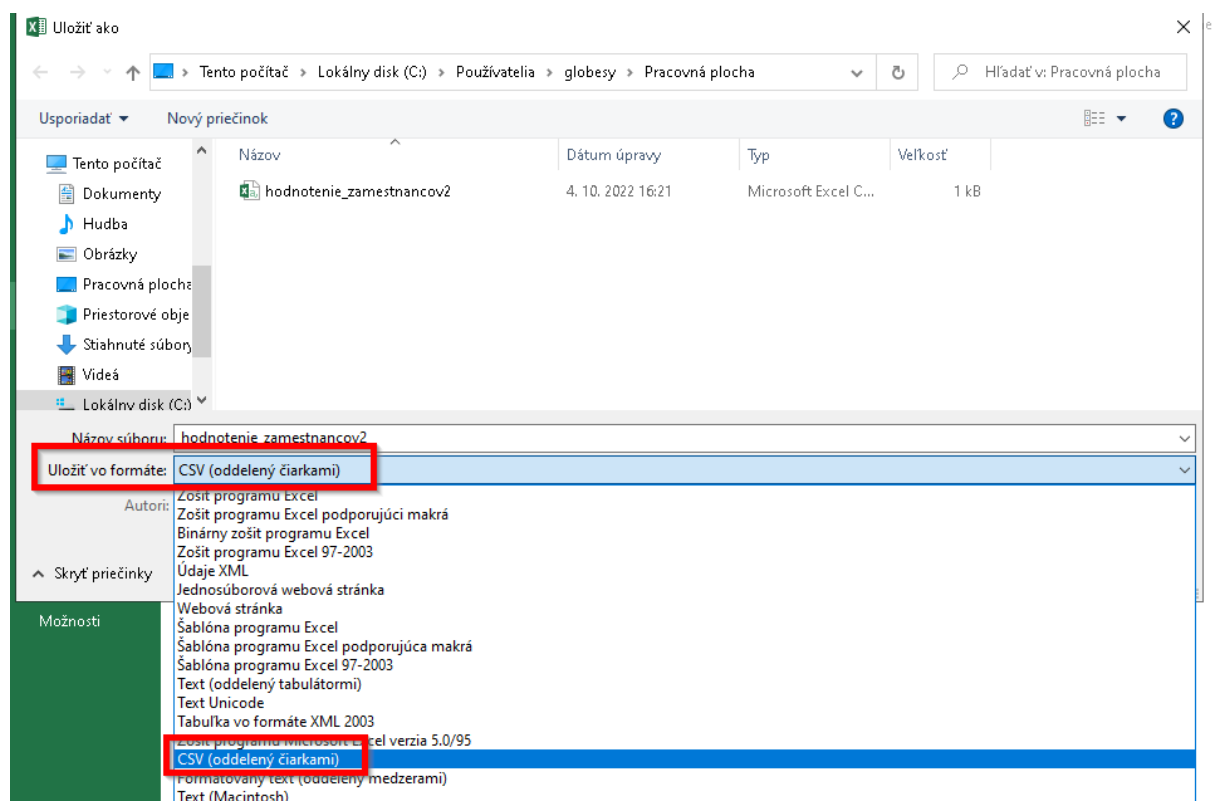 Uložiť ako
Tento počítač > Lokálny disk (C:) > Používatelia > globesy > Pracovná plocha
Hľadať v: Pracovná plocha
Usporiadať Nový priečinok
Názov Dátum úpravy Typ Veľkosť
hodnotenie_zamestnancov2 4. 10. 2022 16:21 Microsoft Excel C... 1 kB
Tento počítač
Dokumenty
Hudba
Obrázky
Pracovná plocha
Priestorové obje
Stiahnuté súbory
Videá
Lokálny disk (C:)
Názov súboru: hodnotenie_zamestnancov2
Uložiť vo formáte: CSV (oddelený čiarkami)
Autori:
Zošit programu Excel
Zošit programu Excel podporujúci makrá
Binárny zošit programu Excel
Zošit programu Excel 97-2003
Údaje XML
Jednosúborová webová stránka
Webová stránka
Šablóna programu Excel
Šablóna programu Excel podporujúca makrá
Šablóna programu Excel 97-2003
Text (oddelený tabulátormi)
Text Unicode
Tabuľka vo formáte XML 2003
Zošit programu Microsoft Excel verzia 5.0/95
CSV (oddelený čiarkami)
Formátovaný text (oddelený medzerami)
Text (Macintosh)
Skryť priečinky
Možnosti